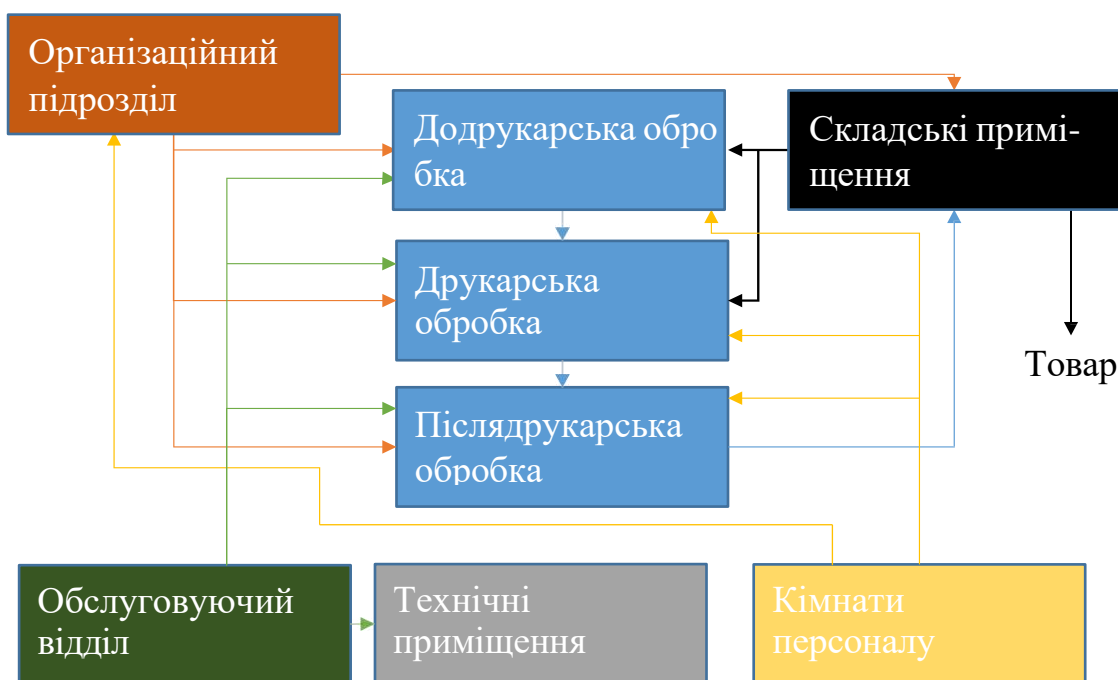 Організаційний
підрозділ
Додрукарська обро
бка
Складські примі-
щення
Друкарська
обробка
Товар
Післядрукарська
обробка
Обслуговуючий
відділ
Технічні
приміщення
Кімнати
персоналу